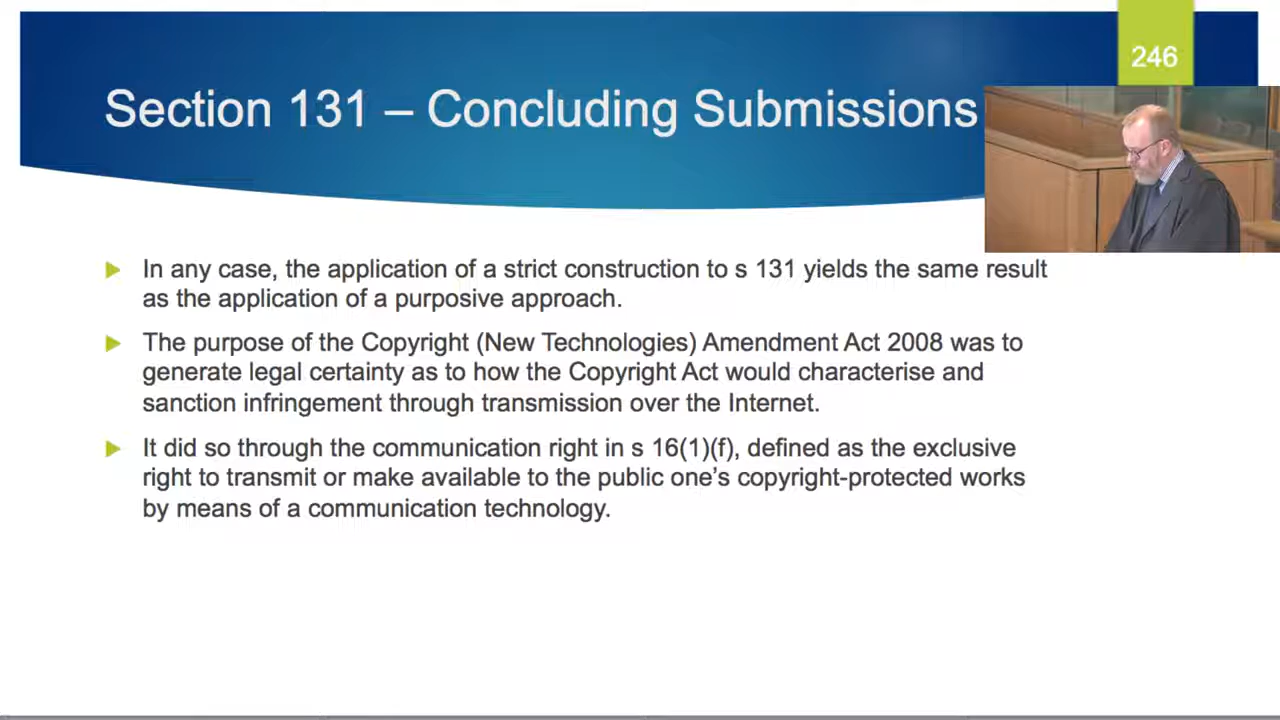 246
Section 131 – Concluding Submissions
In any case, the application of a strict construction to s 131 yields the same result
as the application of a purposive approach.
The purpose of the Copyright (New Technologies) Amendment Act 2008 was to
generate legal certainty as to how the Copyright Act would characterise and
sanction infringement through transmission over the Internet.
It did so through the communication right in s 16(1)(f), defined as the exclusive
right to transmit or make available to the public one’s copyright-protected works
by means of a communication technology.